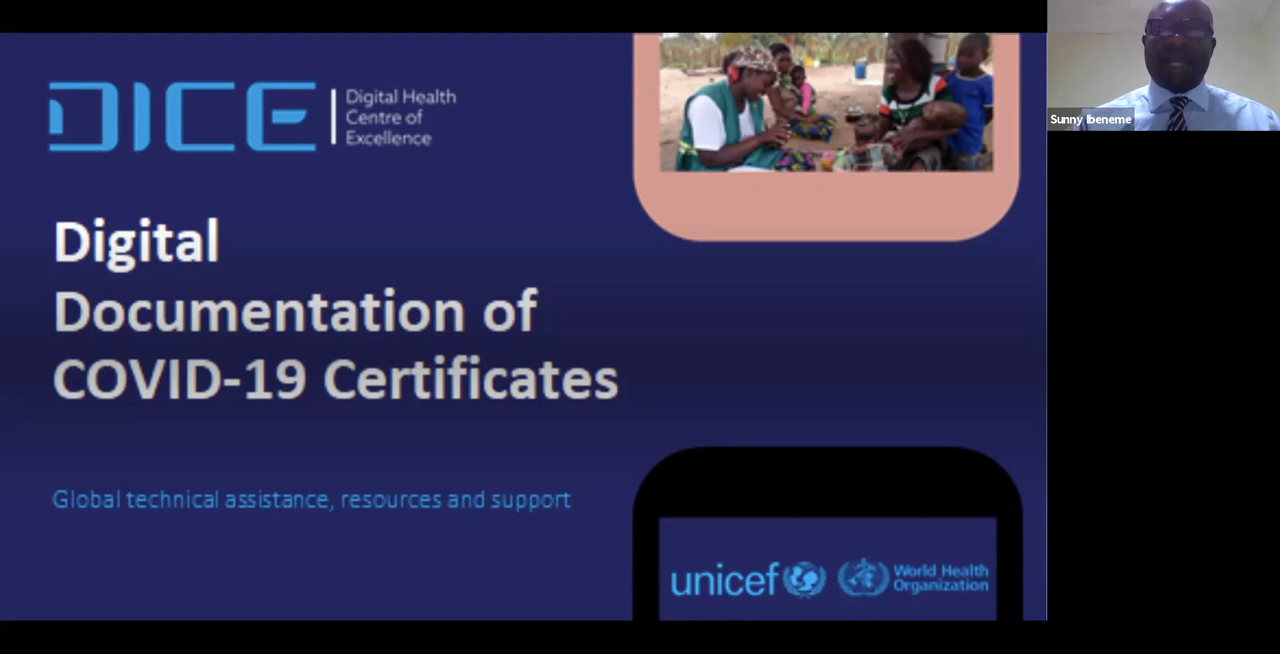 DICE
Digital Health
Centre of
Excellence
Digital
Documentation of
COVID-19 Certificates
Global technical assistance, resources and support
unicef
World Health
Organization
Sunny Ibeneme